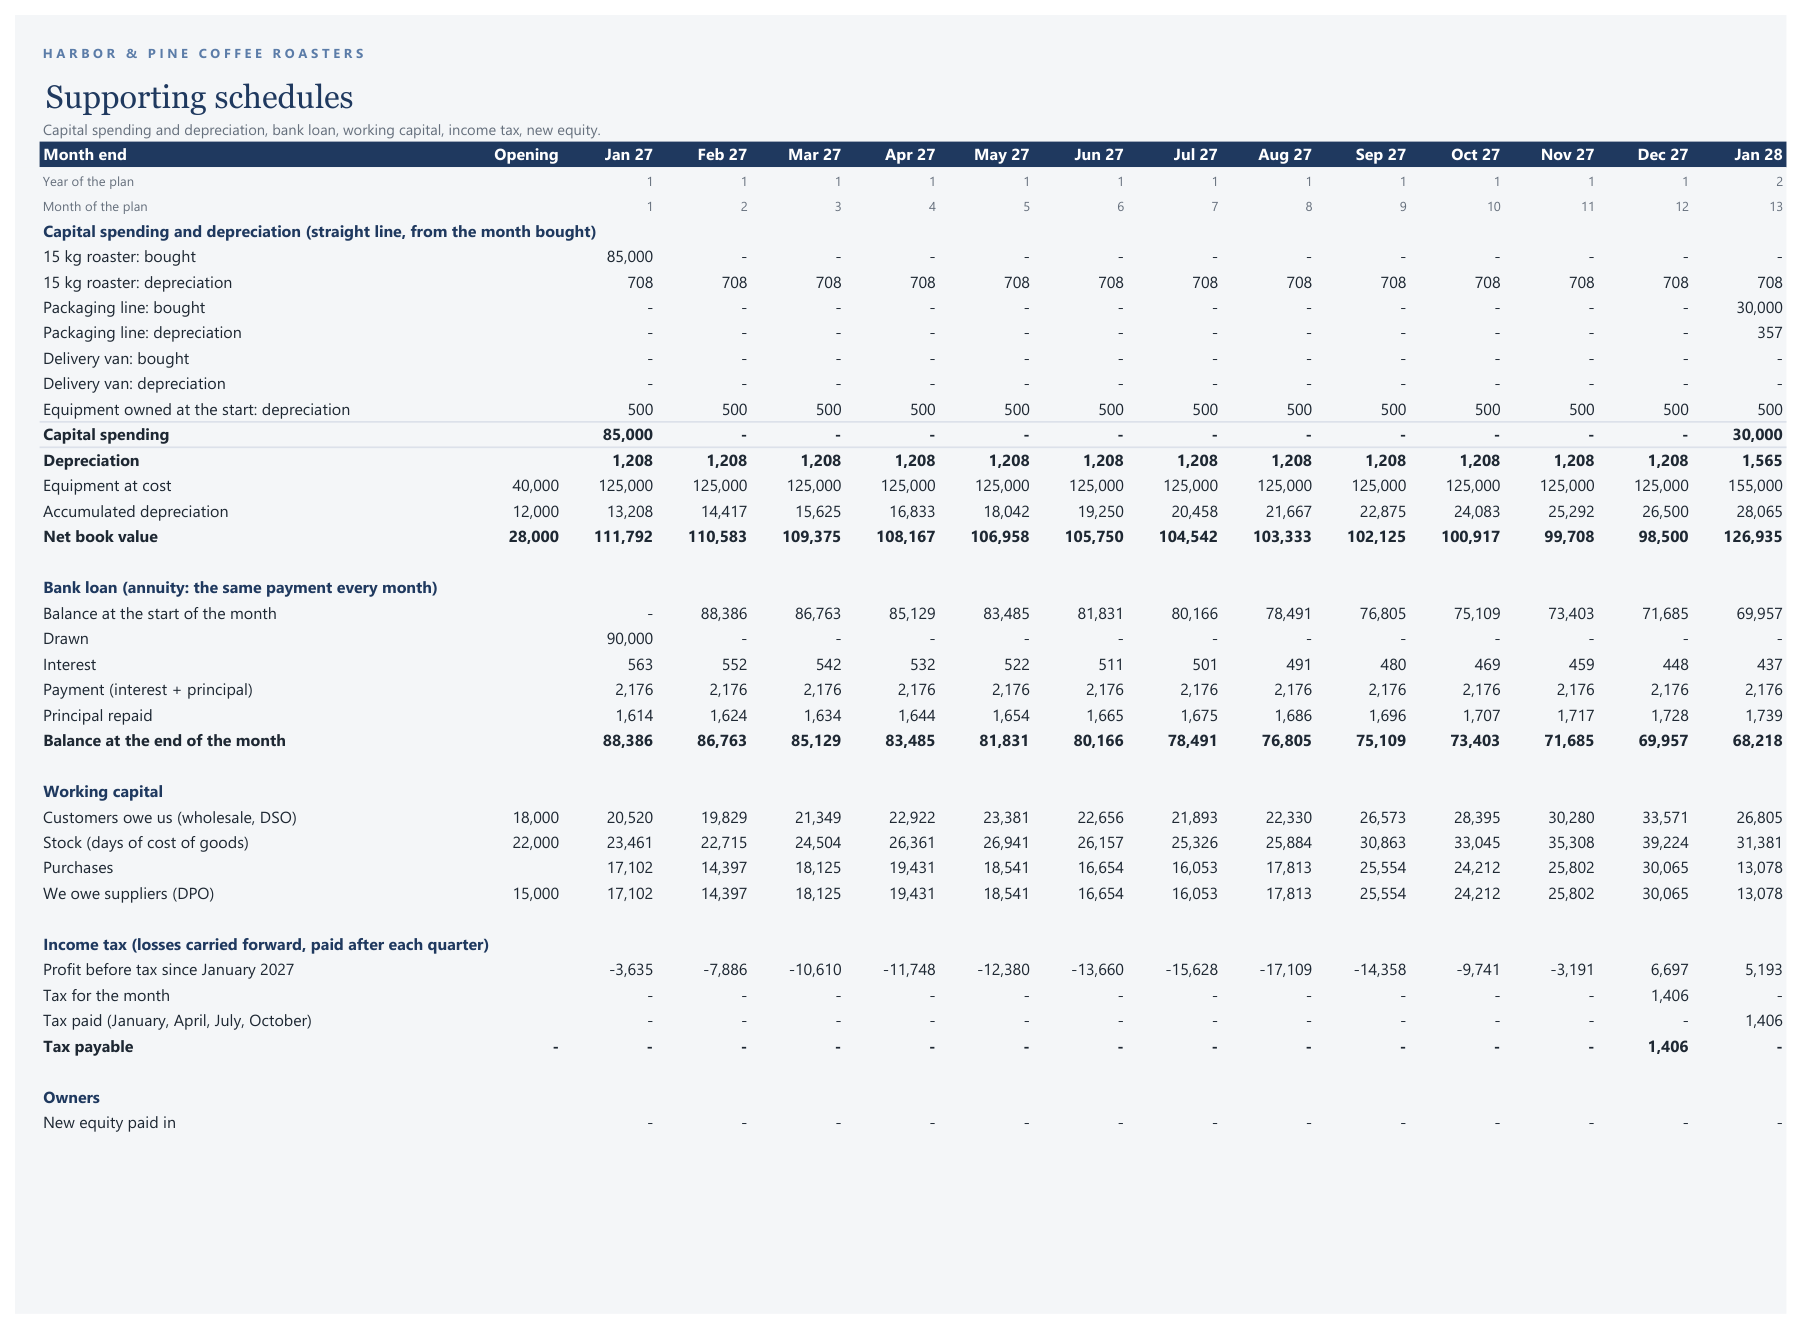 HARBOR & PINE COFFEE ROASTERS
Supporting schedules
Capital spending and depreciation, bank loan, working capital, income tax, new equity.
Month end Opening Jan 27 Feb 27 Mar 27 Apr 27 May 27 Jun 27 Jul 27 Aug 27 Sep 27 Oct 27 Nov 27 Dec 27 Jan 28
Year of the plan 1 1 1 1 1 1 1 1 1 1 1 1 2
Month of the plan 1 2 3 4 5 6 7 8 9 10 11 12 13
Capital spending and depreciation (straight line, from the month bought)
15 kg roaster: bought 85,000 - - - - - - - - - - - -
15 kg roaster: depreciation 708 708 708 708 708 708 708 708 708 708 708 708 708
Packaging line: bought - - - - - - - - - - - - 30,000
Packaging line: depreciation - - - - - - - - - - - - 357
Delivery van: bought - - - - - - - - - - - - -
Delivery van: depreciation - - - - - - - - - - - - -
Equipment owned at the start: depreciation 500 500 500 500 500 500 500 500 500 500 500 500 500
Capital spending 85,000 - - - - - - - - - - - 30,000
Depreciation 1,208 1,208 1,208 1,208 1,208 1,208 1,208 1,208 1,208 1,208 1,208 1,208 1,565
Equipment at cost 40,000 125,000 125,000 125,000 125,000 125,000 125,000 125,000 125,000 125,000 125,000 125,000 125,000 155,000
Accumulated depreciation 12,000 13,208 14,417 15,625 16,833 18,042 19,250 20,458 21,667 22,875 24,083 25,292 26,500 28,065
Net book value 28,000 111,792 110,583 109,375 108,167 106,958 105,750 104,542 103,333 102,125 100,917 99,708 98,500 126,935
Bank loan (annuity: the same payment every month)
Balance at the start of the month - 88,386 86,763 85,129 83,485 81,831 80,166 78,491 76,805 75,109 73,403 71,685 69,957
Drawn 90,000 - - - - - - - - - - - -
Interest 563 552 542 532 522 511 501 491 480 469 459 448 437
Payment (interest + principal) 2,176 2,176 2,176 2,176 2,176 2,176 2,176 2,176 2,176 2,176 2,176 2,176 2,176
Principal repaid 1,614 1,624 1,634 1,644 1,654 1,665 1,675 1,686 1,696 1,707 1,717 1,728 1,739
Balance at the end of the month 88,386 86,763 85,129 83,485 81,831 80,166 78,491 76,805 75,109 73,403 71,685 69,957 68,218
Working capital
Customers owe us (wholesale, DSO) 18,000 20,520 19,829 21,349 22,922 23,381 22,656 21,893 22,330 26,573 28,395 30,280 33,571 26,805
Stock (days of cost of goods) 22,000 23,461 22,715 24,504 26,361 26,941 26,157 25,326 25,884 30,863 33,045 35,308 39,224 31,381
Purchases 17,102 14,397 18,125 19,431 18,541 16,654 16,053 17,813 25,554 24,212 25,802 30,065 13,078
We owe suppliers (DPO) 15,000 17,102 14,397 18,125 19,431 18,541 16,654 16,053 17,813 25,554 24,212 25,802 30,065 13,078
Income tax (losses carried forward, paid after each quarter)
Profit before tax since January 2027 -3,635 -7,886 -10,610 -11,748 -12,380 -13,660 -15,628 -17,109 -14,358 -9,741 -3,191 6,697 5,193
Tax for the month - - - - - - - - - - - 1,406 -
Tax paid (January, April, July, October) - - - - - - - - - - - - 1,406
Tax payable - - - - - - - - - - - - 1,406 -
Owners
New equity paid in - - - - - - - - - - - - -